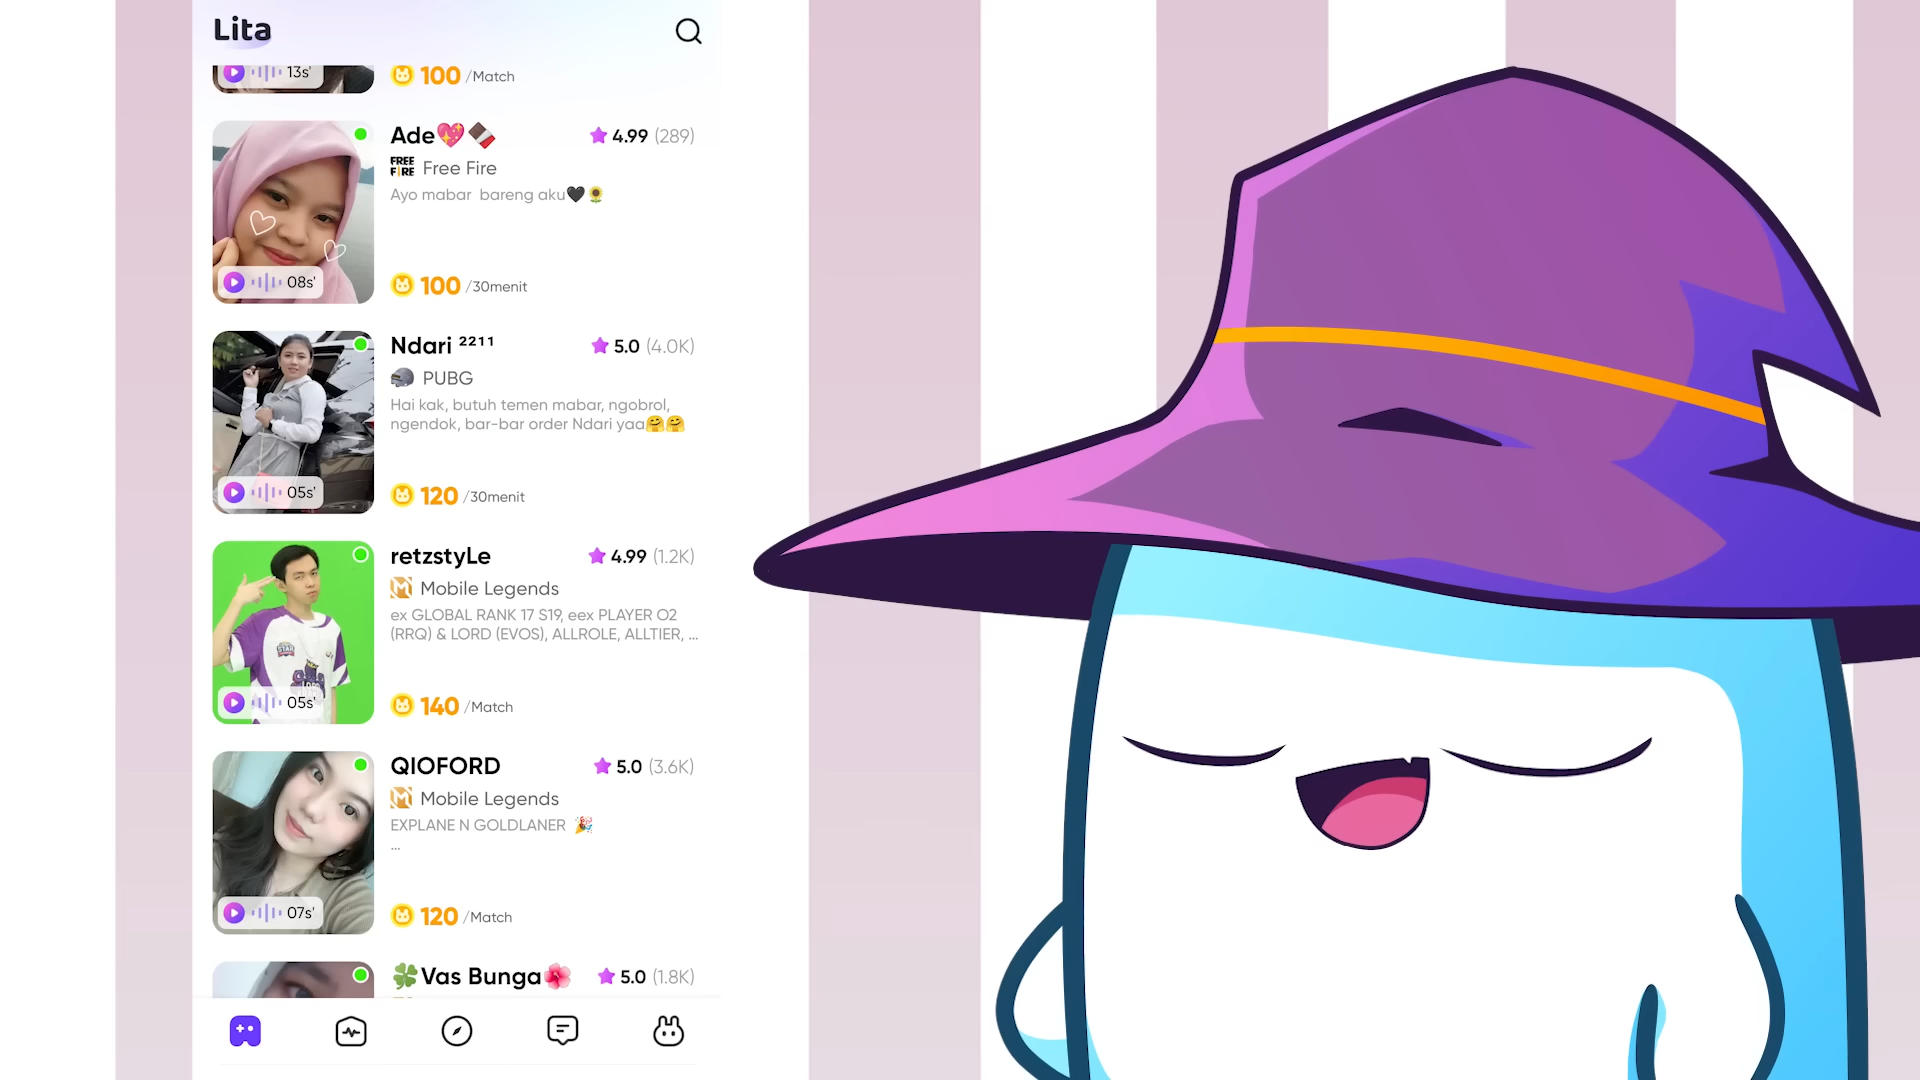 Lita
13s'
100 /Match
Ade💖🍫 4.99 (289)
FREE FIRE Free Fire
Ayo mabar bareng aku🖤🌻
08s'
100 /30menit
Ndari ²²¹¹ 5.0 (4.0K)
PUBG
Hai kak, butuh temen mabar, ngobrol,
ngendok, bar-bar order Ndari yaa🤗🤗
05s'
120 /30menit
retzstyLe 4.99 (1.2K)
Mobile Legends
ex GLOBAL RANK 17 S19, eex PLAYER O2
(RRQ) & LORD (EVOS), ALLROLE, ALLTIER, ...
05s'
140 /Match
QIOFORD 5.0 (3.6K)
Mobile Legends
EXPLANE N GOLDLANER 🎉
...
07s'
120 /Match
🍀Vas Bunga🌺 5.0 (1.8K)